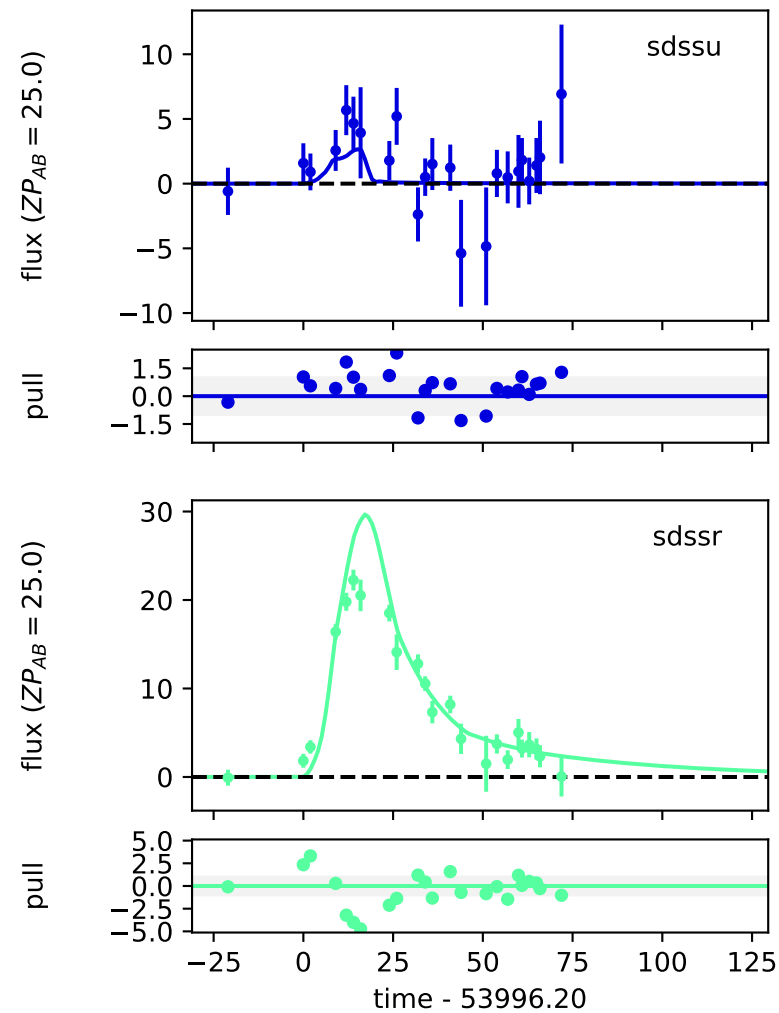 sdssu
flux (ZP_AB = 25.0)
10
5
0
−5
−10
pull
1.5
0.0
−1.5
sdssr
flux (ZP_AB = 25.0)
30
20
10
0
pull
5.0
2.5
0.0
−2.5
−5.0
−25 0 25 50 75 100 125
time - 53996.20